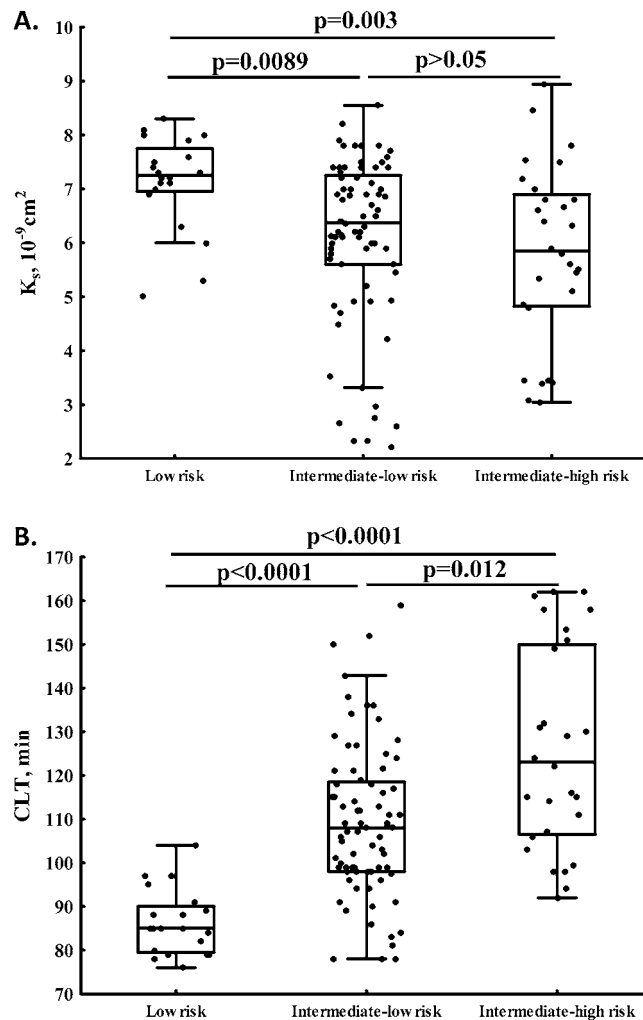 A.
p=0.003
p=0.0089 p>0.05
10
9
8
7
6
5
4
3
2
Ks, 10-9cm2
Low risk Intermediate-low risk Intermediate-high risk
B.
p<0.0001
p<0.0001 p=0.012
170
160
150
140
130
120
110
100
90
80
70
CLT, min
Low risk Intermediate-low risk Intermediate-high risk